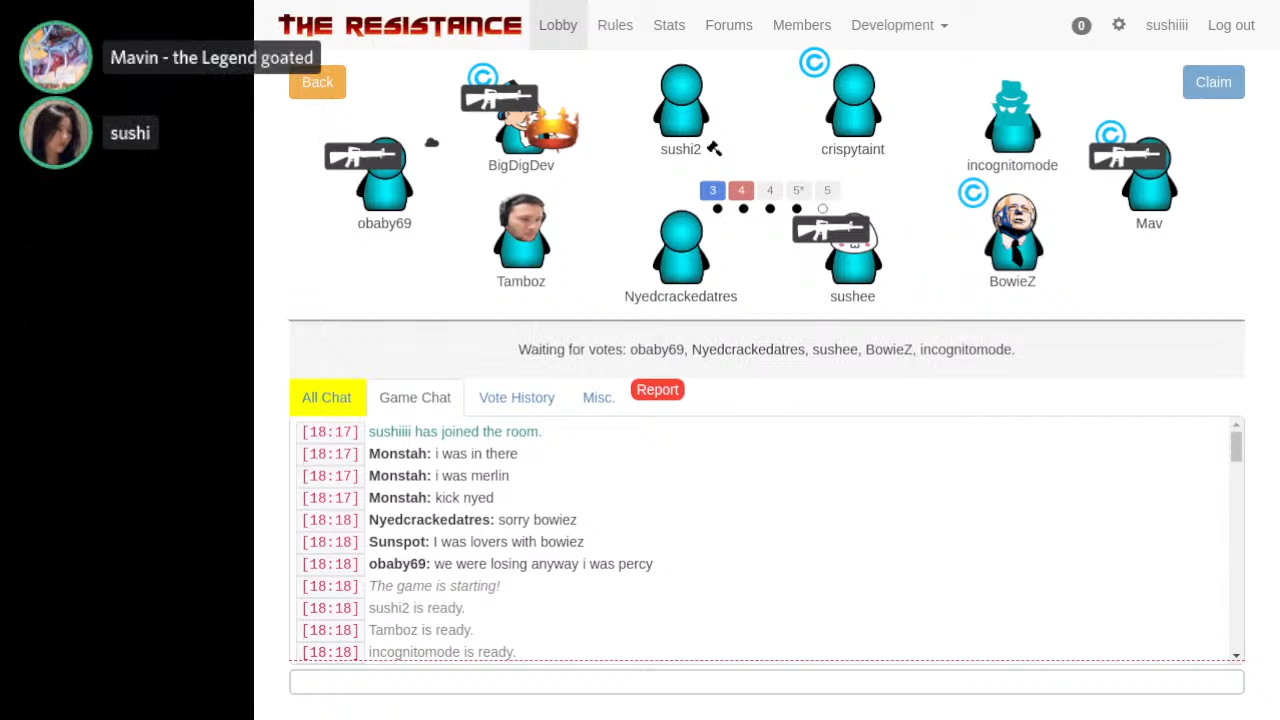 Mavin - the Legend goated
sushi
THE RESISTANCE
Lobby
Rules
Stats
Forums
Members
Development
0
sushiiii
Log out
Back
Claim
BigDigDev
sushi2
crispytaint
incognitomode
obaby69
Mav
3 4 4 5* 5
Tamboz
Nyedcrackedatres
sushee
BowieZ
Waiting for votes: obaby69, Nyedcrackedatres, sushee, BowieZ, incognitomode.
All Chat
Game Chat
Vote History
Misc.
Report
[18:17] sushiiii has joined the room.
[18:17] Monstah: i was in there
[18:17] Monstah: i was merlin
[18:17] Monstah: kick nyed
[18:18] Nyedcrackedatres: sorry bowiez
[18:18] Sunspot: I was lovers with bowiez
[18:18] obaby69: we were losing anyway i was percy
[18:18] The game is starting!
[18:18] sushi2 is ready.
[18:18] Tamboz is ready.
[18:18] incognitomode is ready.